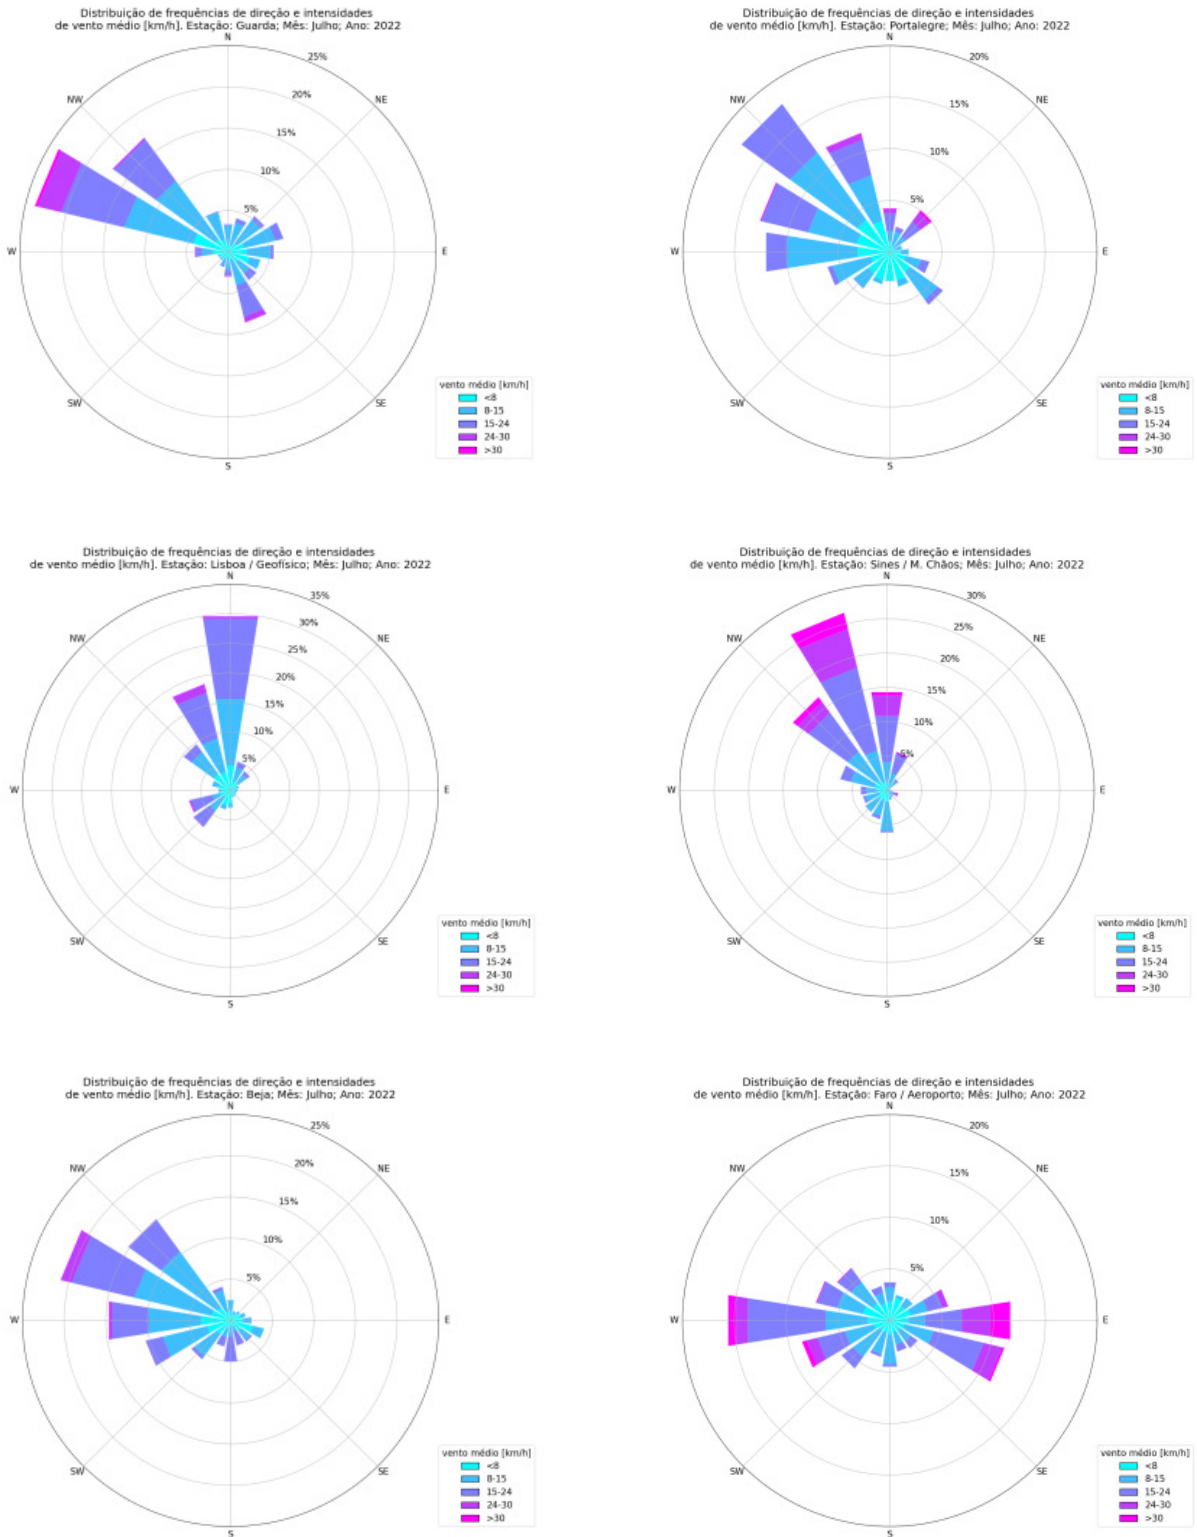 Distribuição de frequências de direção e intensidades
de vento médio [km/h]. Estação: Guarda; Mês: Julho; Ano: 2022
N
25%
20%
15%
10%
5%
NW
NE
W
E
SW
SE
S
vento médio [km/h]
<8
8-15
15-24
24-30
>30
Distribuição de frequências de direção e intensidades
de vento médio [km/h]. Estação: Portalegre; Mês: Julho; Ano: 2022
N
20%
15%
10%
5%
NW
NE
W
E
SW
SE
S
vento médio [km/h]
<8
8-15
15-24
24-30
>30
Distribuição de frequências de direção e intensidades
de vento médio [km/h]. Estação: Lisboa / Geofísico; Mês: Julho; Ano: 2022
N
35%
30%
25%
20%
15%
10%
5%
NW
NE
W
E
SW
SE
S
vento médio [km/h]
<8
8-15
15-24
24-30
>30
Distribuição de frequências de direção e intensidades
de vento médio [km/h]. Estação: Sines / M. Chãos; Mês: Julho; Ano: 2022
N
30%
25%
20%
15%
10%
5%
NW
NE
W
E
SW
SE
S
vento médio [km/h]
<8
8-15
15-24
24-30
>30
Distribuição de frequências de direção e intensidades
de vento médio [km/h]. Estação: Beja; Mês: Julho; Ano: 2022
N
25%
20%
15%
10%
5%
NW
NE
W
E
SW
SE
S
vento médio [km/h]
<8
8-15
15-24
24-30
>30
Distribuição de frequências de direção e intensidades
de vento médio [km/h]. Estação: Faro / Aeroporto; Mês: Julho; Ano: 2022
N
20%
15%
10%
5%
NW
NE
W
E
SW
SE
S
vento médio [km/h]
<8
8-15
15-24
24-30
>30